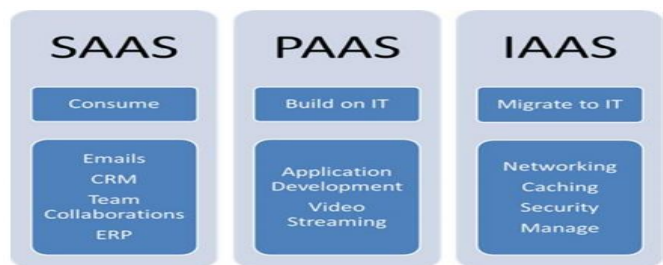 SAAS
Consume
Emails
CRM
Team
Collaborations
ERP
PAAS
Build on IT
Application
Development
Video
Streaming
IAAS
Migrate to IT
Networking
Caching
Security
Manage